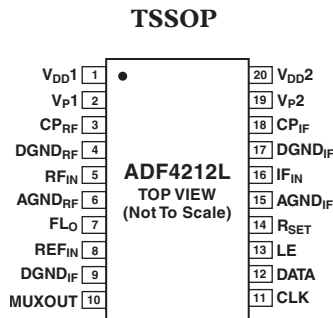 TSSOP
VDD1 1
VP1 2
CPRF 3
DGNDRF 4
RFIN 5
AGNDRF 6
FLO 7
REFIN 8
DGNDIF 9
MUXOUT 10
ADF4212L
TOP VIEW
(Not To Scale)
20 VDD2
19 VP2
18 CPIF
17 DGNDIF
16 IFIN
15 AGNDIF
14 RSET
13 LE
12 DATA
11 CLK